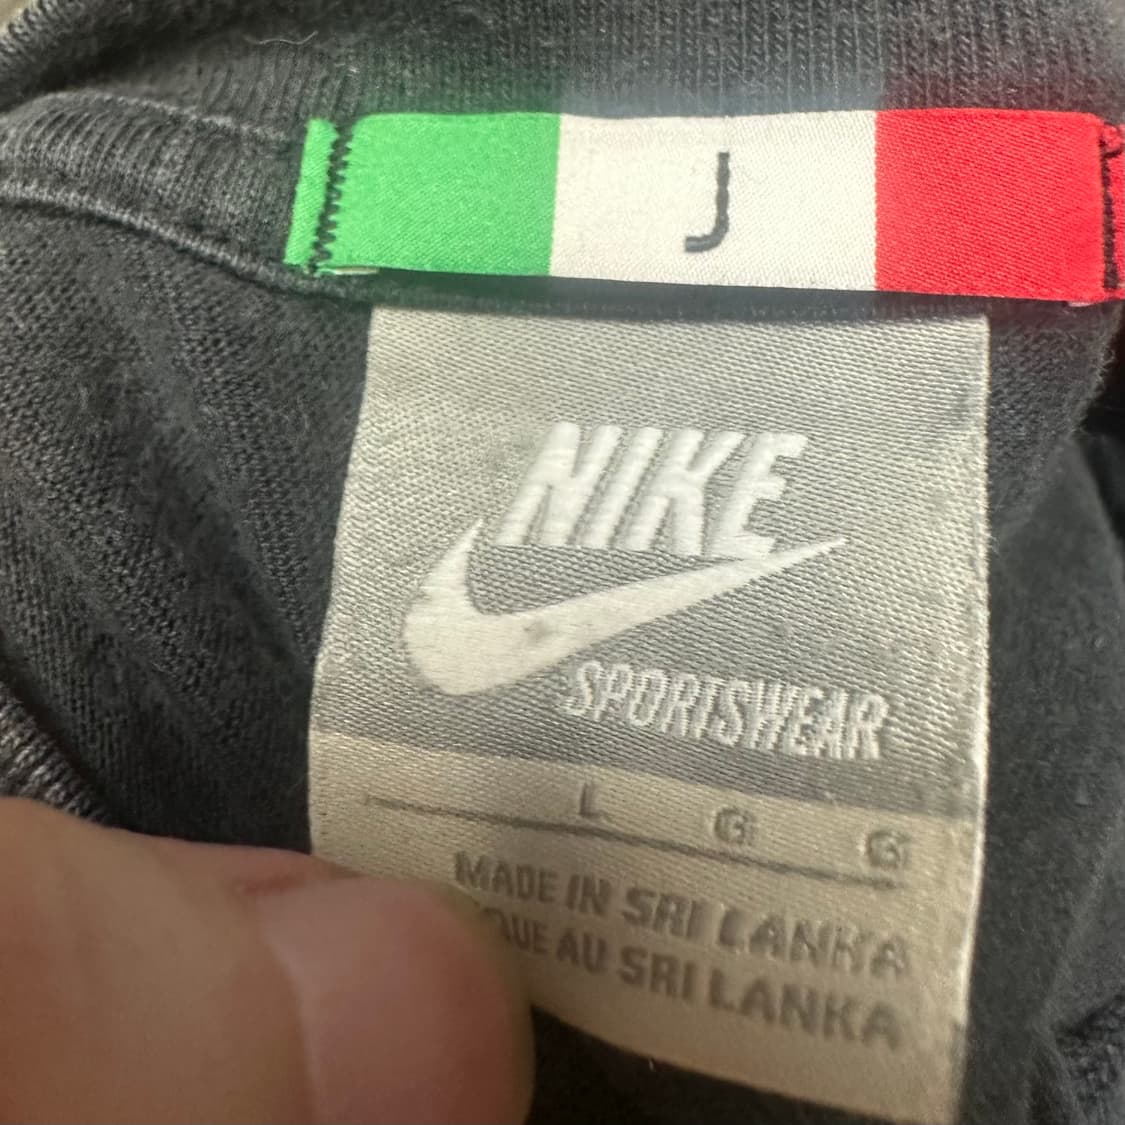 J
NIKE
SPORTSWEAR
L G G
MADE IN SRI LANKA
AU SRI LANKA